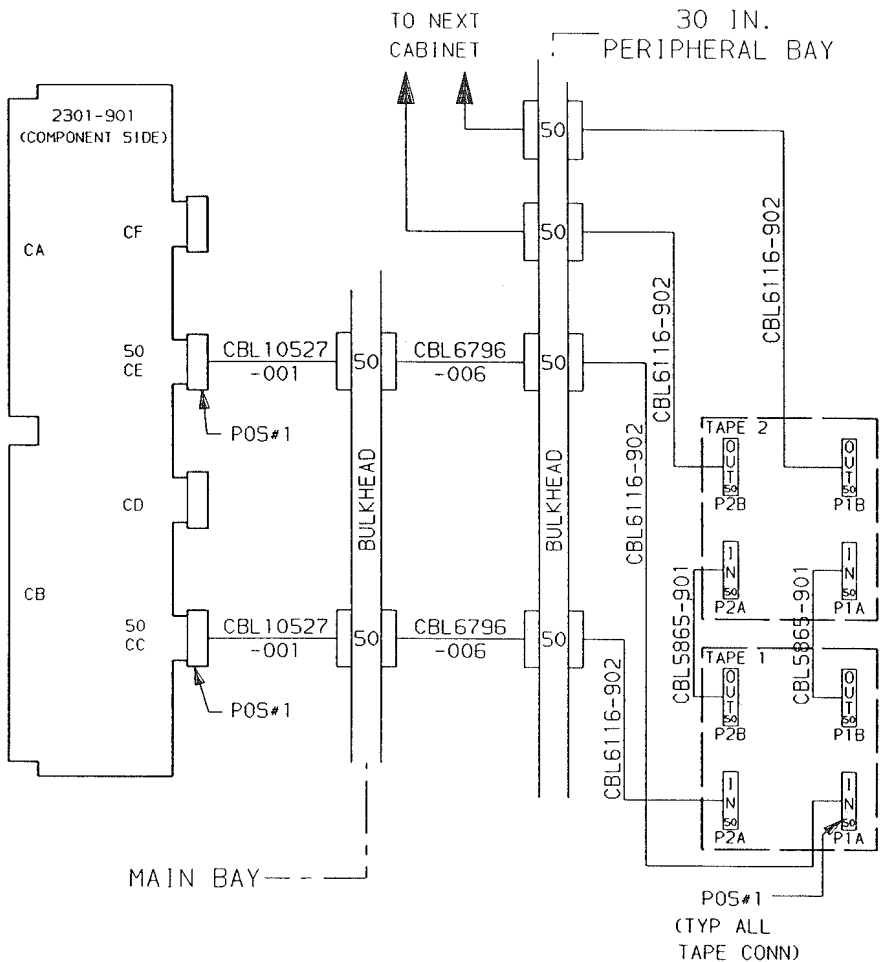 TO NEXT
CABINET
30 IN.
PERIPHERAL BAY
2301-901
(COMPONENT SIDE)
CA
CF
50
CE
CBL10527
-001
50
CBL6796
-006
50
50
50
POS#1
CD
CB
50
CC
CBL10527
-001
50
CBL6796
-006
50
POS#1
BULKHEAD
BULKHEAD
CBL6116-902
CBL6116-902
CBL6116-902
CBL6116-902
TAPE 2
OUT
50
P2B
OUT
50
P1B
IN
50
P2A
IN
50
P1A
CBL5865-901
CBL5865-901
TAPE 1
OUT
50
P2B
OUT
50
P1B
IN
50
P2A
IN
50
P1A
MAIN BAY
POS#1
(TYP ALL
TAPE CONN)